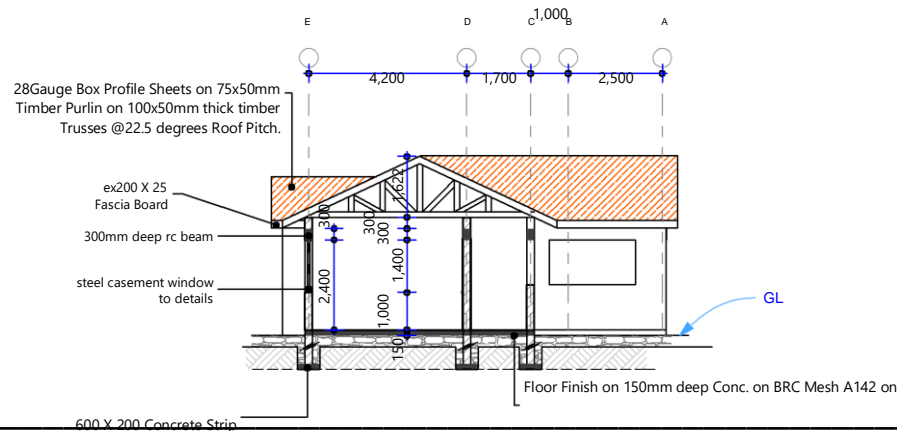 1,000
E D C B A
4,200 1,700 2,500
28Gauge Box Profile Sheets on 75x50mm
Timber Purlin on 100x50mm thick timber
Trusses @22.5 degrees Roof Pitch.
1,622
ex200 X 25
Fascia Board
300
300
300
300mm deep rc beam
steel casement window
to details
2,400
1,400
1,000
GL
150
Floor Finish on 150mm deep Conc. on BRC Mesh A142 on
600 X 200 Concrete Strip